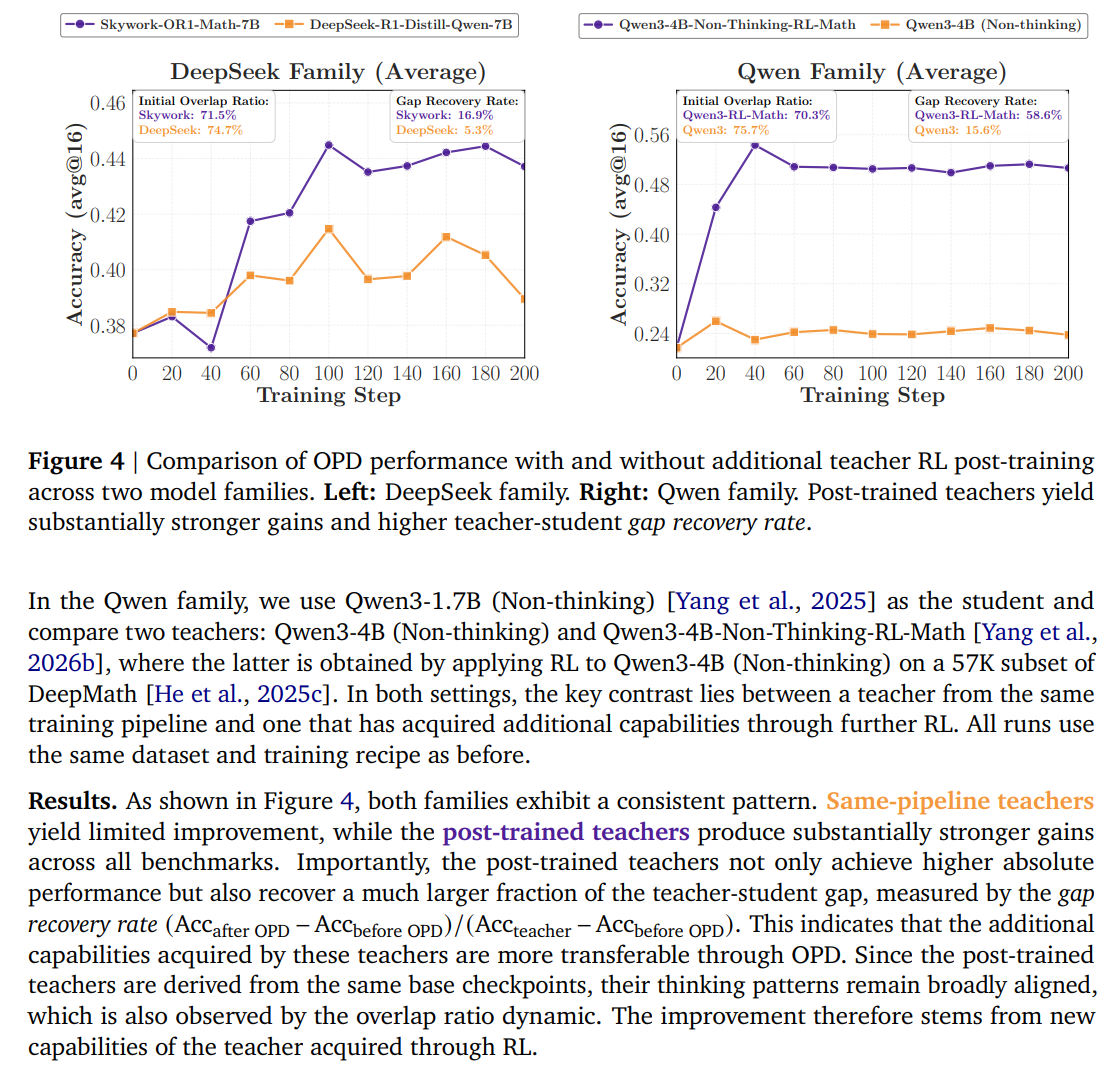 Skywork-OR1-Math-7B DeepSeek-R1-Distill-Qwen-7B
DeepSeek Family (Average)
Initial Overlap Ratio:
Skywork: 71.5%
DeepSeek: 74.7%
Gap Recovery Rate:
Skywork: 16.9%
DeepSeek: 5.3%
Accuracy (avg@16)
0.46
0.44
0.42
0.40
0.38
0 20 40 60 80 100 120 140 160 180 200
Training Step
Qwen3-4B-Non-Thinking-RL-Math Qwen3-4B (Non-thinking)
Qwen Family (Average)
Initial Overlap Ratio:
Qwen3-RL-Math: 70.3%
Qwen3: 75.7%
Gap Recovery Rate:
Qwen3-RL-Math: 58.6%
Qwen3: 15.6%
Accuracy (avg@16)
0.56
0.48
0.40
0.32
0.24
0 20 40 60 80 100 120 140 160 180 200
Training Step
Figure 4 | Comparison of OPD performance with and without additional teacher RL post-training
across two model families. Left: DeepSeek family. Right: Qwen family. Post-trained teachers yield
substantially stronger gains and higher teacher-student gap recovery rate.
In the Qwen family, we use Qwen3-1.7B (Non-thinking) [Yang et al., 2025] as the student and
compare two teachers: Qwen3-4B (Non-thinking) and Qwen3-4B-Non-Thinking-RL-Math [Yang et al.,
2026b], where the latter is obtained by applying RL to Qwen3-4B (Non-thinking) on a 57K subset of
DeepMath [He et al., 2025c]. In both settings, the key contrast lies between a teacher from the same
training pipeline and one that has acquired additional capabilities through further RL. All runs use
the same dataset and training recipe as before.
Results. As shown in Figure 4, both families exhibit a consistent pattern. Same-pipeline teachers
yield limited improvement, while the post-trained teachers produce substantially stronger gains
across all benchmarks. Importantly, the post-trained teachers not only achieve higher absolute
performance but also recover a much larger fraction of the teacher-student gap, measured by the gap
recovery rate (Acc_after OPD − Acc_before OPD)/(Acc_teacher − Acc_before OPD). This indicates that the additional
capabilities acquired by these teachers are more transferable through OPD. Since the post-trained
teachers are derived from the same base checkpoints, their thinking patterns remain broadly aligned,
which is also observed by the overlap ratio dynamic. The improvement therefore stems from new
capabilities of the teacher acquired through RL.